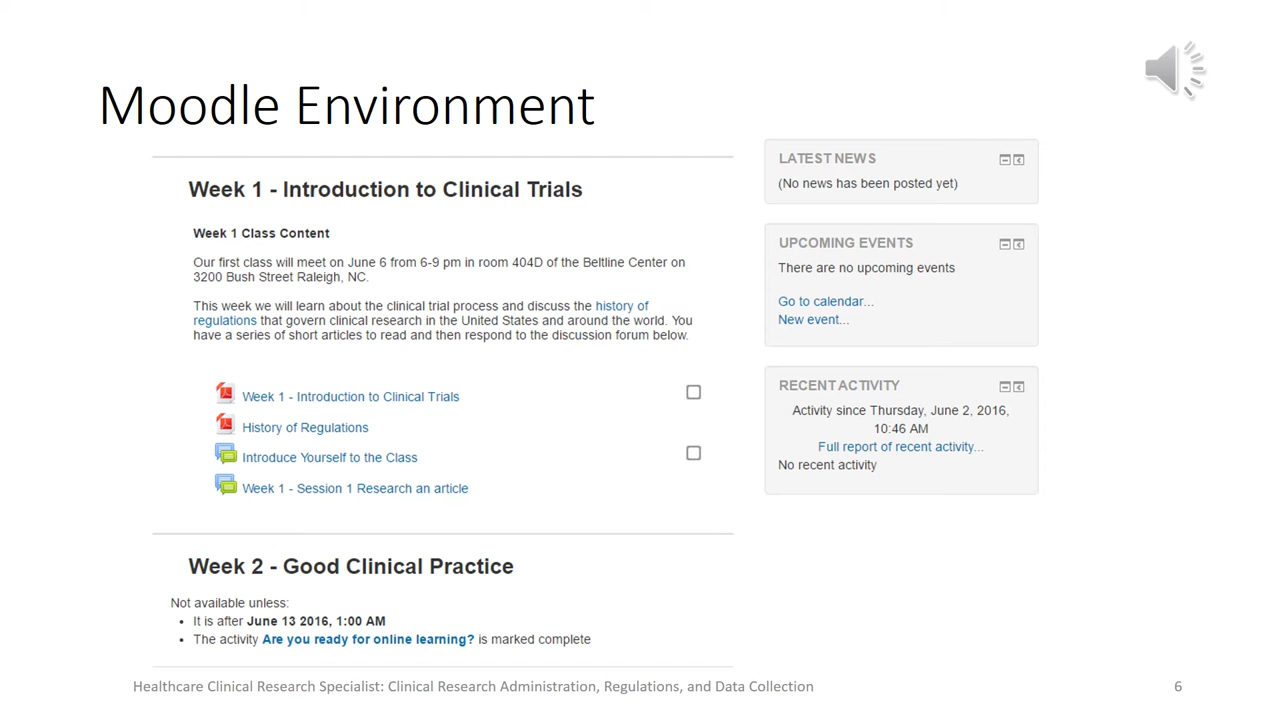 Moodle Environment
Week 1 - Introduction to Clinical Trials
Week 1 Class Content
Our first class will meet on June 6 from 6-9 pm in room 404D of the Beltline Center on
3200 Bush Street Raleigh, NC.
This week we will learn about the clinical trial process and discuss the history of
regulations that govern clinical research in the United States and around the world. You
have a series of short articles to read and then respond to the discussion forum below.
Week 1 - Introduction to Clinical Trials
History of Regulations
Introduce Yourself to the Class
Week 1 - Session 1 Research an article
Week 2 - Good Clinical Practice
Not available unless:
• It is after June 13 2016, 1:00 AM
• The activity Are you ready for online learning? is marked complete
LATEST NEWS
(No news has been posted yet)
UPCOMING EVENTS
There are no upcoming events
Go to calendar...
New event...
RECENT ACTIVITY
Activity since Thursday, June 2, 2016,
10:46 AM
Full report of recent activity...
No recent activity
Healthcare Clinical Research Specialist: Clinical Research Administration, Regulations, and Data Collection
6